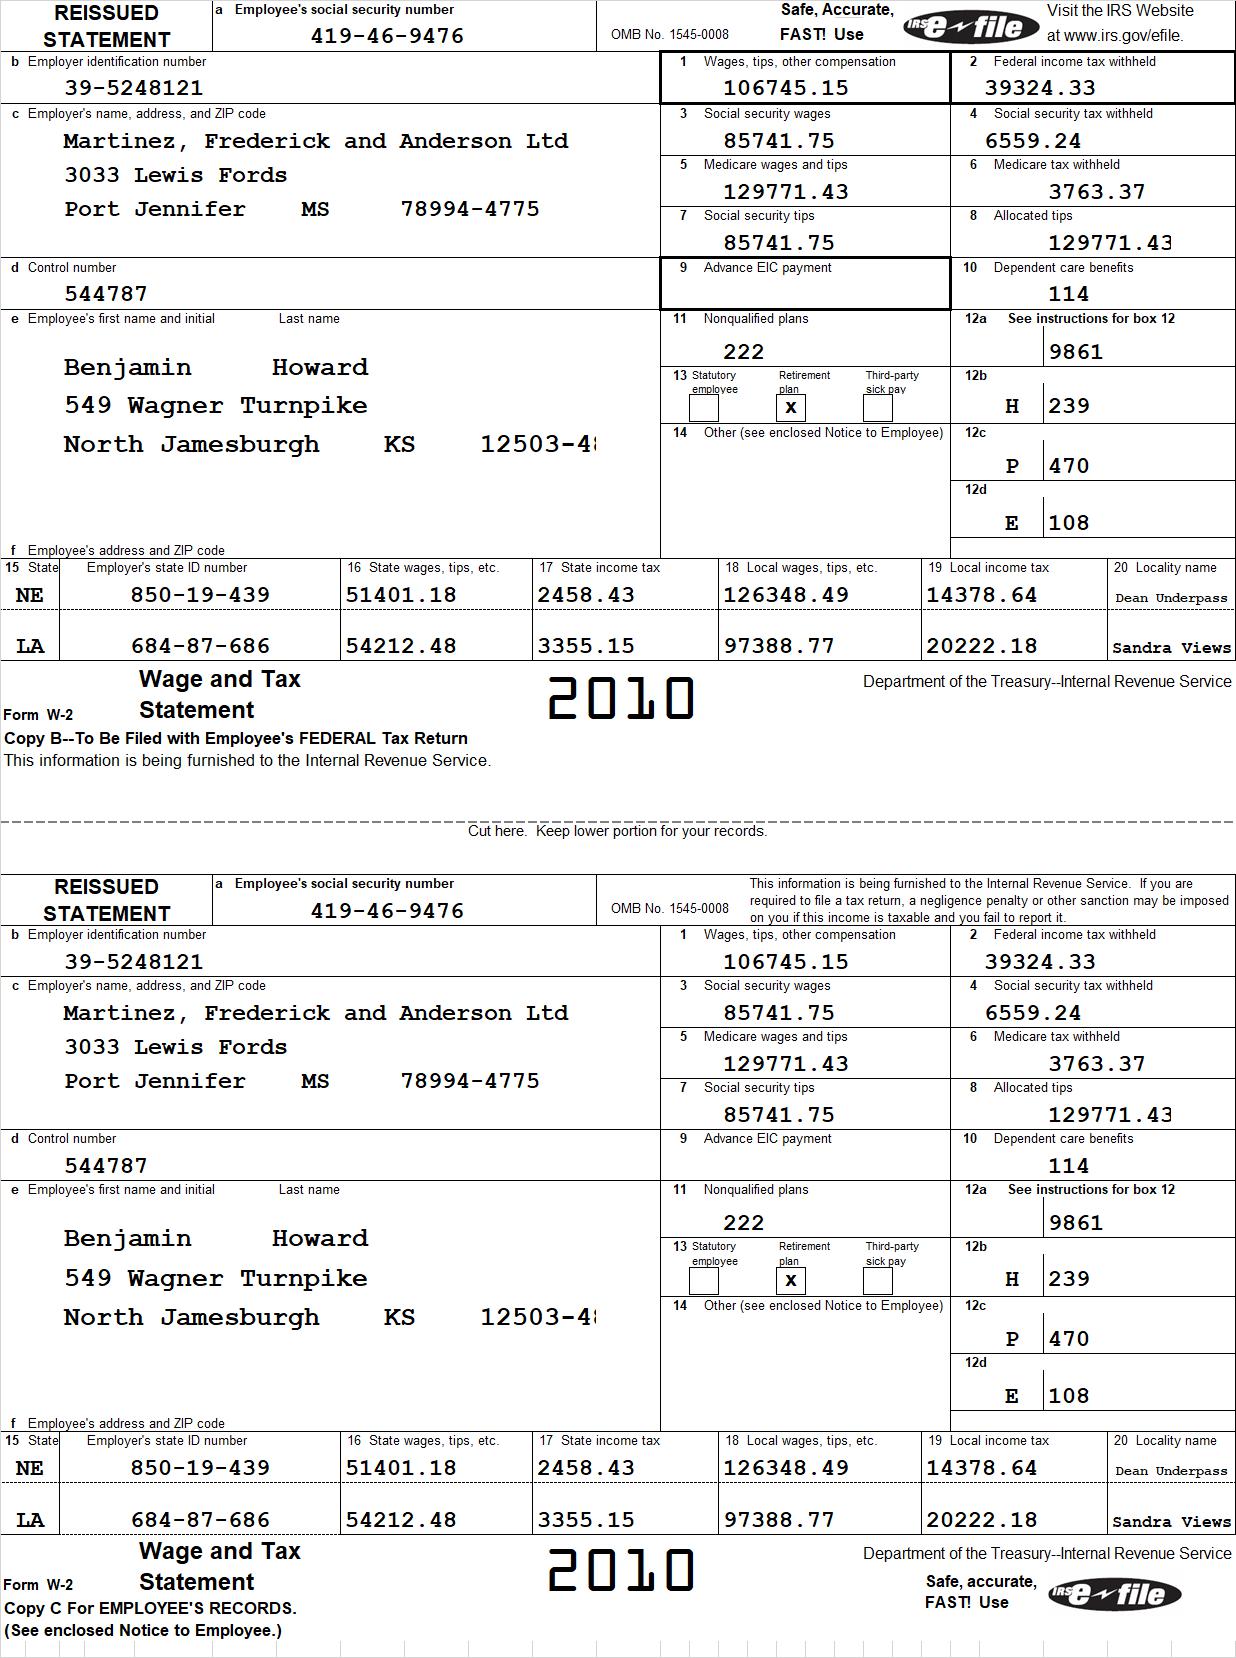 REISSUED STATEMENT
a Employee's social security number
419-46-9476
OMB No. 1545-0008
Safe, Accurate, FAST! Use
IRS e-file
Visit the IRS Website at www.irs.gov/efile.
b Employer identification number
39-5248121
1 Wages, tips, other compensation
106745.15
2 Federal income tax withheld
39324.33
c Employer's name, address, and ZIP code
Martinez, Frederick and Anderson Ltd
3033 Lewis Fords
Port Jennifer MS 78994-4775
3 Social security wages
85741.75
4 Social security tax withheld
6559.24
5 Medicare wages and tips
129771.43
6 Medicare tax withheld
3763.37
7 Social security tips
85741.75
8 Allocated tips
129771.43
d Control number
544787
9 Advance EIC payment
10 Dependent care benefits
114
e Employee's first name and initial Last name
Benjamin Howard
549 Wagner Turnpike
North Jamesburgh KS 12503-48
11 Nonqualified plans
222
12a See instructions for box 12
9861
13 Statutory employee Retirement plan Third-party sick pay
x
12b
H 239
14 Other (see enclosed Notice to Employee)
12c
P 470
12d
E 108
f Employee's address and ZIP code
15 State Employer's state ID number 16 State wages, tips, etc. 17 State income tax 18 Local wages, tips, etc. 19 Local income tax 20 Locality name
NE 850-19-439 51401.18 2458.43 126348.49 14378.64 Dean Underpass
LA 684-87-686 54212.48 3355.15 97388.77 20222.18 Sandra Views
Wage and Tax Statement
Form W-2
2010
Department of the Treasury--Internal Revenue Service
Copy B--To Be Filed with Employee's FEDERAL Tax Return
This information is being furnished to the Internal Revenue Service.
Cut here. Keep lower portion for your records.
REISSUED STATEMENT
a Employee's social security number
419-46-9476
OMB No. 1545-0008
This information is being furnished to the Internal Revenue Service. If you are
required to file a tax return, a negligence penalty or other sanction may be imposed
on you if this income is taxable and you fail to report it.
b Employer identification number
39-5248121
1 Wages, tips, other compensation
106745.15
2 Federal income tax withheld
39324.33
c Employer's name, address, and ZIP code
Martinez, Frederick and Anderson Ltd
3033 Lewis Fords
Port Jennifer MS 78994-4775
3 Social security wages
85741.75
4 Social security tax withheld
6559.24
5 Medicare wages and tips
129771.43
6 Medicare tax withheld
3763.37
7 Social security tips
85741.75
8 Allocated tips
129771.43
d Control number
544787
9 Advance EIC payment
10 Dependent care benefits
114
e Employee's first name and initial Last name
Benjamin Howard
549 Wagner Turnpike
North Jamesburgh KS 12503-48
11 Nonqualified plans
222
12a See instructions for box 12
9861
13 Statutory employee Retirement plan Third-party sick pay
x
12b
H 239
14 Other (see enclosed Notice to Employee)
12c
P 470
12d
E 108
f Employee's address and ZIP code
15 State Employer's state ID number 16 State wages, tips, etc. 17 State income tax 18 Local wages, tips, etc. 19 Local income tax 20 Locality name
NE 850-19-439 51401.18 2458.43 126348.49 14378.64 Dean Underpass
LA 684-87-686 54212.48 3355.15 97388.77 20222.18 Sandra Views
Wage and Tax Statement
Form W-2
2010
Department of the Treasury--Internal Revenue Service
Safe, accurate, FAST! Use
IRS e-file
Copy C For EMPLOYEE'S RECORDS.
(See enclosed Notice to Employee.)